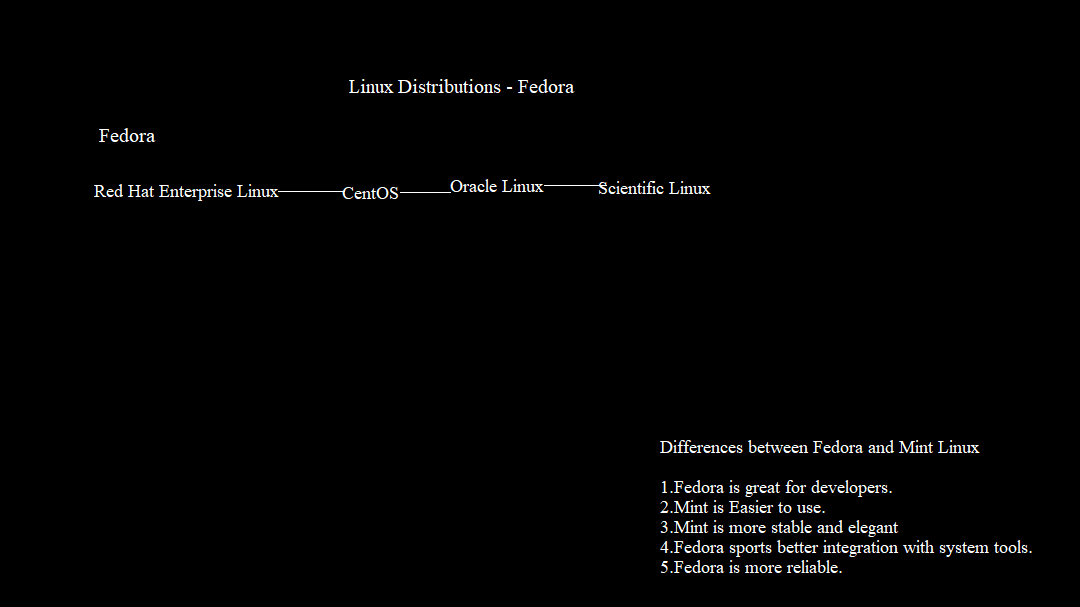 Linux Distributions - Fedora
Fedora
Red Hat Enterprise Linux CentOS Oracle Linux Scientific Linux
Differences between Fedora and Mint Linux
1.Fedora is great for developers.
2.Mint is Easier to use.
3.Mint is more stable and elegant
4.Fedora sports better integration with system tools.
5.Fedora is more reliable.